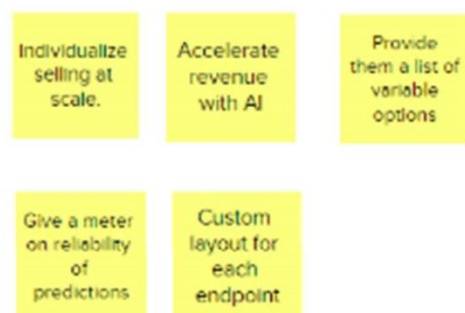 Individualize
selling at
scale.
Accelerate
revenue
with AI
Provide
them a list of
variable
options
Give a meter
on reliability
of
predictions
Custom
layout for
each
endpoint